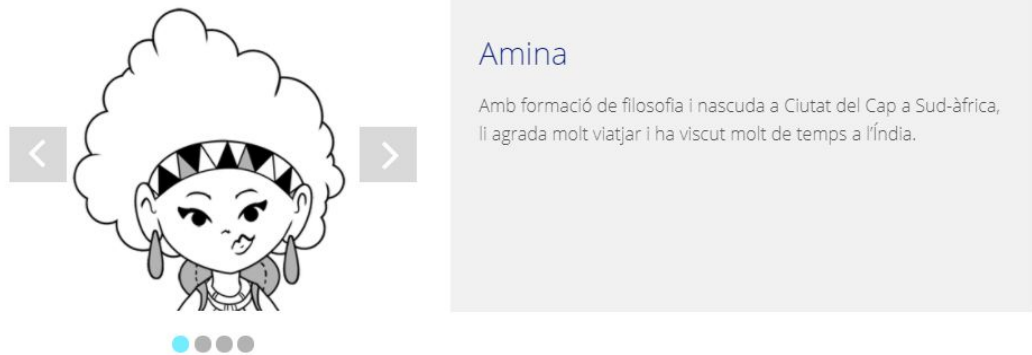 Amina
Amb formació de filosofia i nascuda a Ciutat del Cap a Sud-àfrica,
li agrada molt viatjar i ha viscut molt de temps a l'Índia.